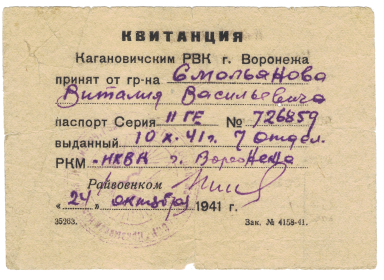 КВИТАНЦИЯ
Кагановичским РВК г. Воронежа
принят от гр-на Смольянова
Виталия Васильевича
паспорт Серия II ГЕ № 726859
выданный 10 X. 41 г. 7 отдел.
РКМ - НКВД г. Воронежа
Райвоенком
„24" октября 1941 г.
35263. Зак. № 4158-41.